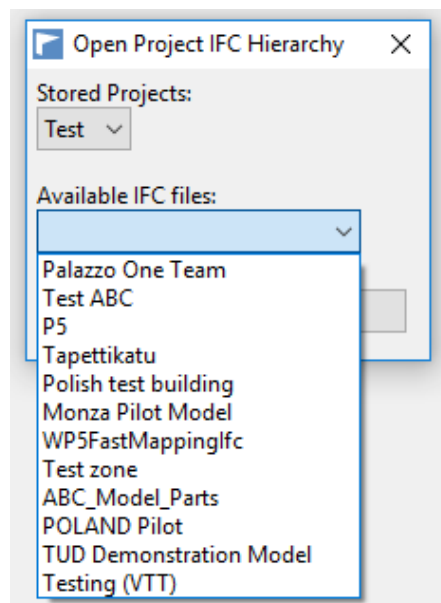 Open Project IFC Hierarchy
Stored Projects:
Test
Available IFC files:
Palazzo One Team
Test ABC
P5
Tapettikatu
Polish test building
Monza Pilot Model
WP5FastMappingIfc
Test zone
ABC_Model_Parts
POLAND Pilot
TUD Demonstration Model
Testing (VTT)